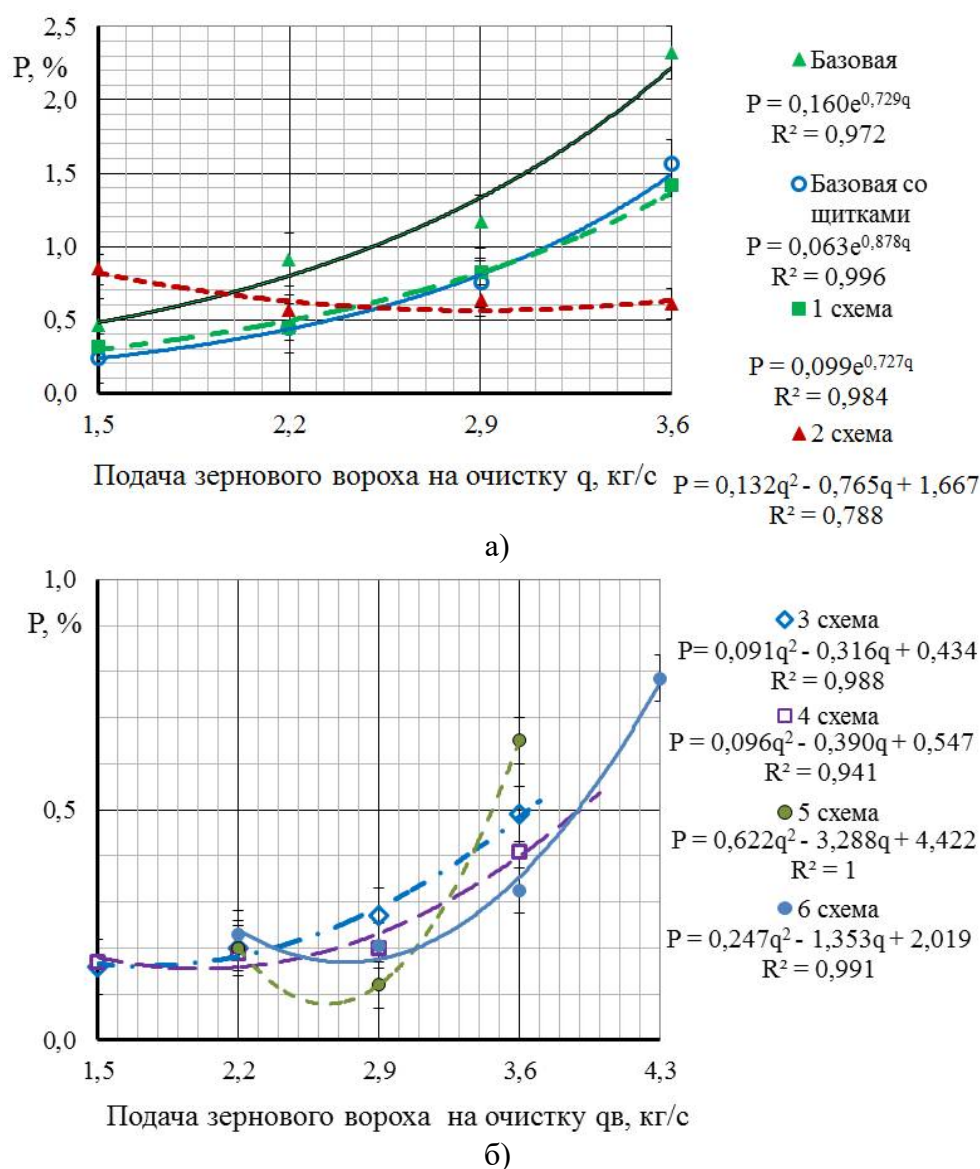 2,5
P, %
2,0
1,5
1,0
0,5
0,0
1,5 2,2 2,9 3,6
Подача зернового вороха на очистку q, кг/с
Базовая
P = 0,160e^0,729q
R² = 0,972
Базовая со
щитками
P = 0,063e^0,878q
R² = 0,996
1 схема
P = 0,099e^0,727q
R² = 0,984
2 схема
P = 0,132q² - 0,765q + 1,667
R² = 0,788
а)
1,0
P, %
0,5
0,0
1,5 2,2 2,9 3,6 4,3
Подача зернового вороха на очистку qв, кг/с
3 схема
P= 0,091q² - 0,316q + 0,434
R² = 0,988
4 схема
P = 0,096q² - 0,390q + 0,547
R² = 0,941
5 схема
P = 0,622q² - 3,288q + 4,422
R² = 1
6 схема
P = 0,247q² - 1,353q + 2,019
R² = 0,991
б)